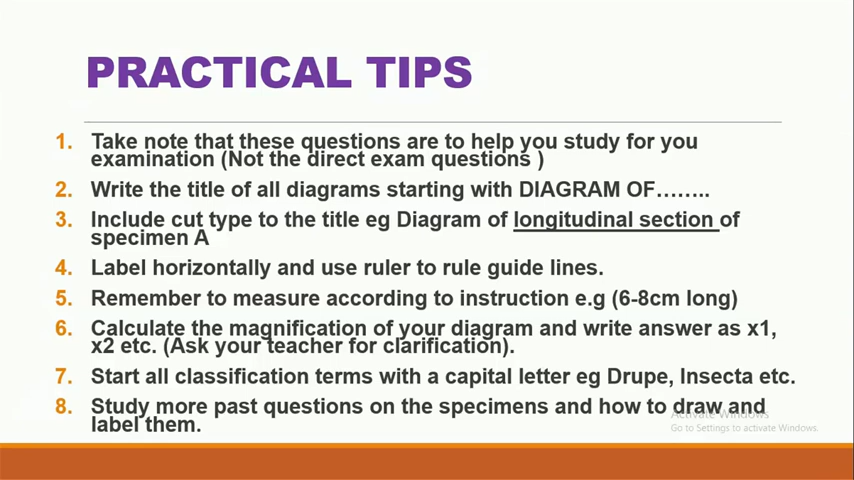 PRACTICAL TIPS
1. Take note that these questions are to help you study for you
examination (Not the direct exam questions )
2. Write the title of all diagrams starting with DIAGRAM OF……..
3. Include cut type to the title eg Diagram of longitudinal section of
specimen A
4. Label horizontally and use ruler to rule guide lines.
5. Remember to measure according to instruction e.g (6-8cm long)
6. Calculate the magnification of your diagram and write answer as x1,
x2 etc. (Ask your teacher for clarification).
7. Start all classification terms with a capital letter eg Drupe, Insecta etc.
8. Study more past questions on the specimens and how to draw and
label them.
Activate Windows
Go to Settings to activate Windows.